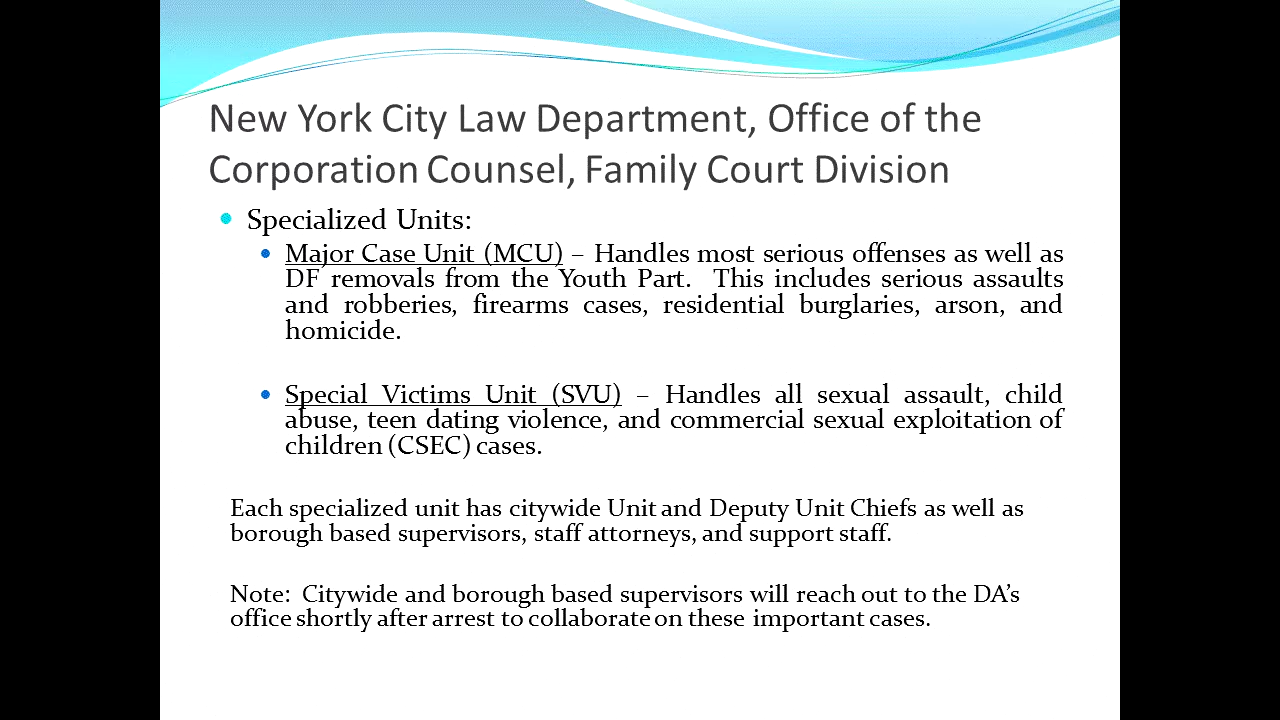 New York City Law Department, Office of the
Corporation Counsel, Family Court Division
Specialized Units:
Major Case Unit (MCU) – Handles most serious offenses as well as
DF removals from the Youth Part. This includes serious assaults
and robberies, firearms cases, residential burglaries, arson, and
homicide.
Special Victims Unit (SVU) – Handles all sexual assault, child
abuse, teen dating violence, and commercial sexual exploitation of
children (CSEC) cases.
Each specialized unit has citywide Unit and Deputy Unit Chiefs as well as
borough based supervisors, staff attorneys, and support staff.
Note: Citywide and borough based supervisors will reach out to the DA’s
office shortly after arrest to collaborate on these important cases.